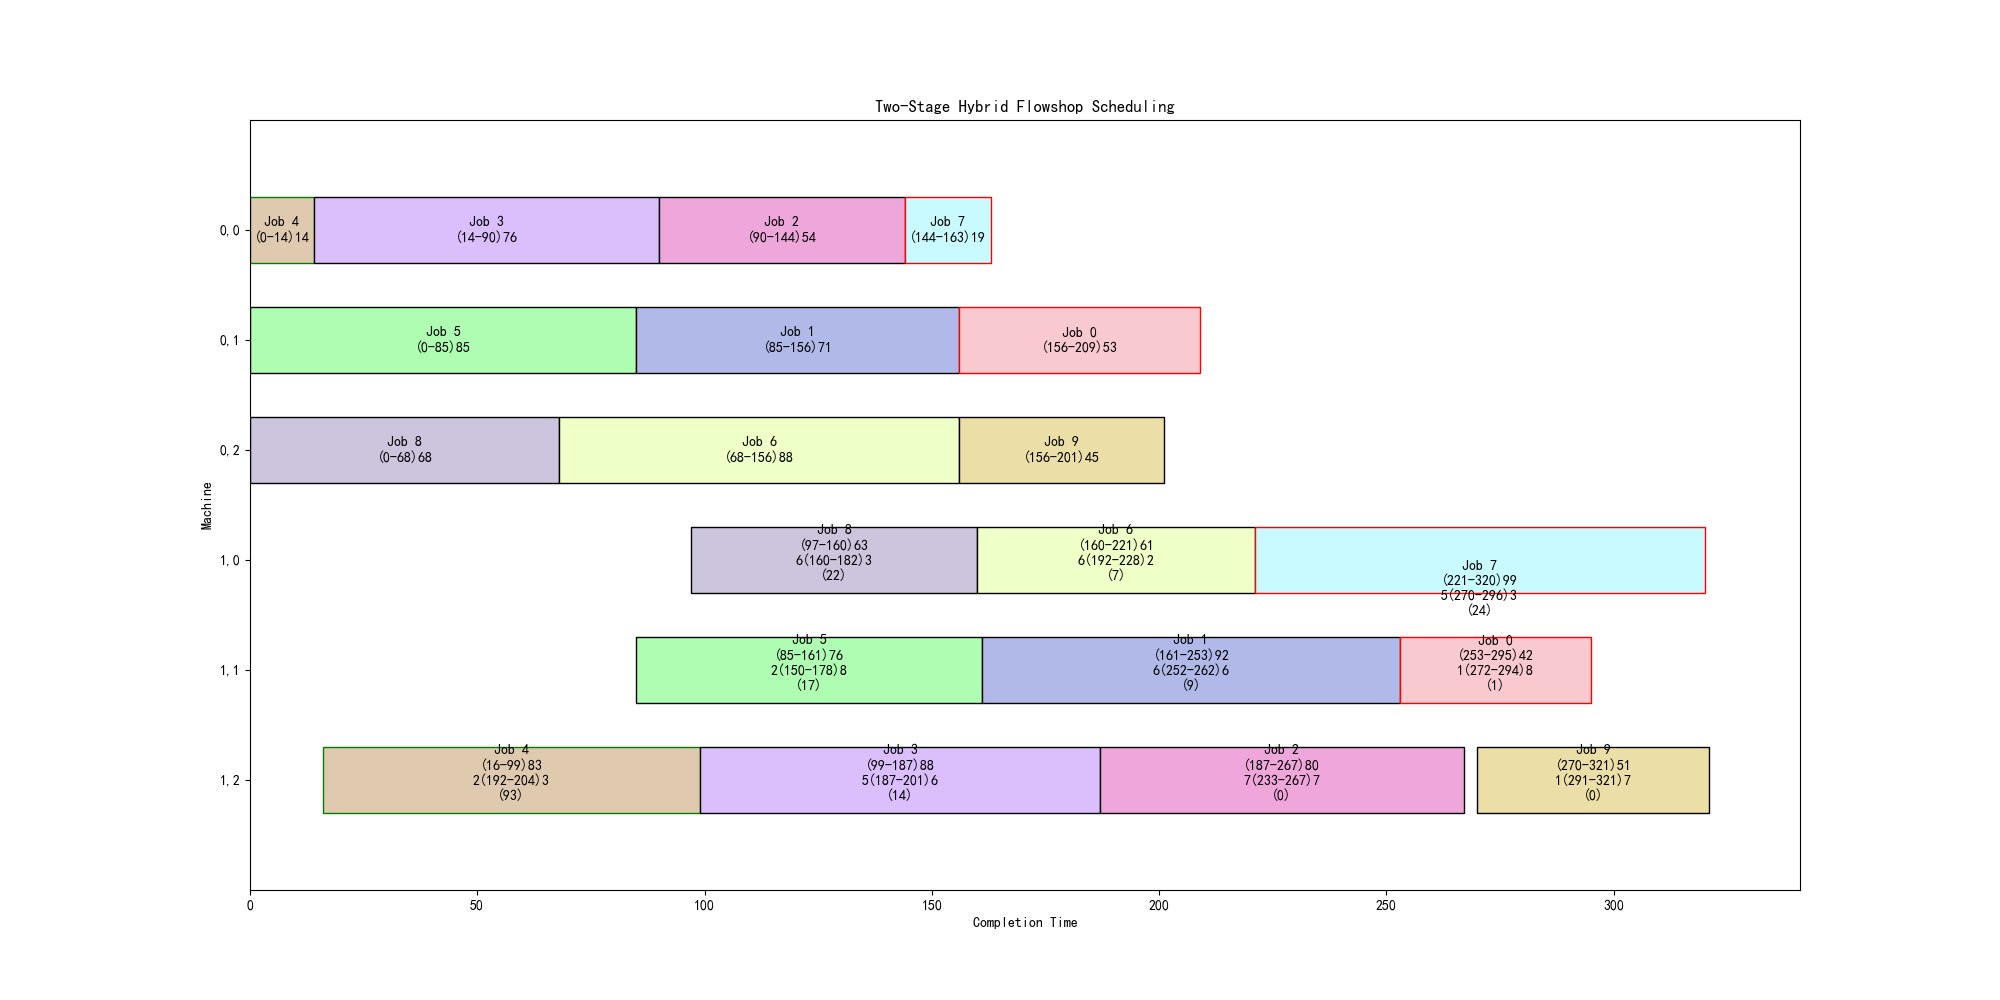 Two-Stage Hybrid Flowshop Scheduling
0,0
Job 4
(0-14)14
Job 3
(14-90)76
Job 2
(90-144)54
Job 7
(144-163)19
0,1
Job 5
(0-85)85
Job 1
(85-156)71
Job 0
(156-209)53
0,2
Job 8
(0-68)68
Job 6
(68-156)88
Job 9
(156-201)45
Machine
1,0
Job 8
(97-160)63
6(160-182)3
(22)
Job 6
(160-221)61
6(192-228)2
(7)
Job 7
(221-320)99
5(270-296)3
(24)
1,1
Job 5
(85-161)76
2(150-178)8
(17)
Job 1
(161-253)92
6(252-262)6
(9)
Job 0
(253-295)42
1(272-294)8
(1)
1,2
Job 4
(16-99)83
2(192-204)3
(93)
Job 3
(99-187)88
5(187-201)6
(14)
Job 2
(187-267)80
7(233-267)7
(0)
Job 9
(270-321)51
1(291-321)7
(0)
0
50
100
150
200
250
300
Completion Time